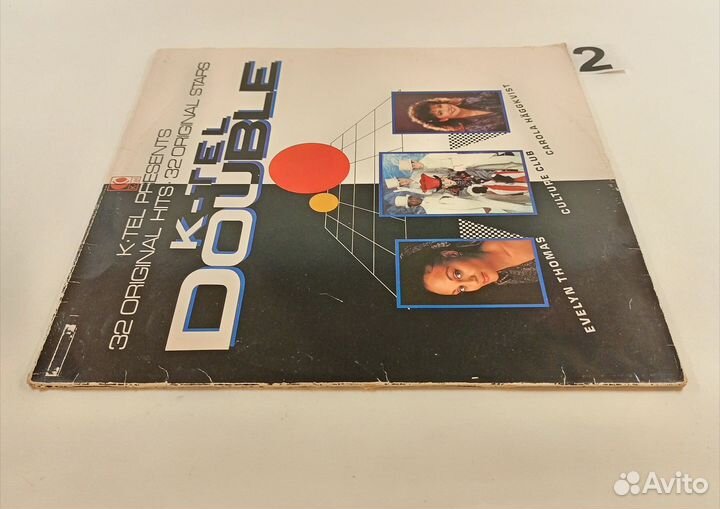 K-TEL PRESENTS
32 ORIGINAL HITS · 32 ORIGINAL STARS
K-TEL
DOUBLE
EVELYN THOMAS
CULTURE CLUB
CAROLA HÄGGKVIST
2
Avito